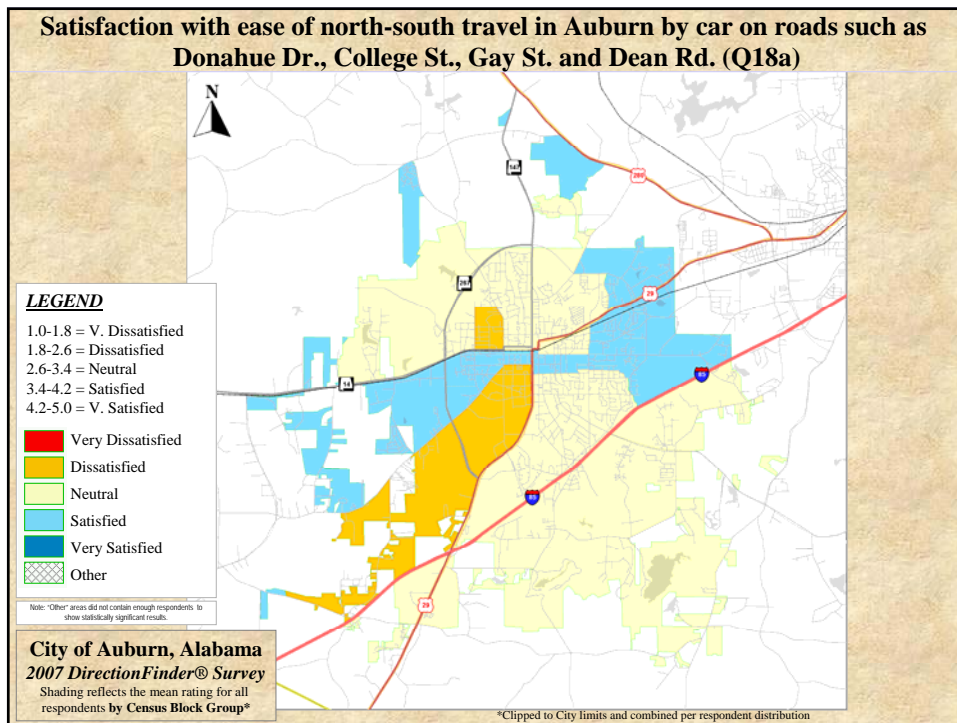 Satisfaction with ease of north-south travel in Auburn by car on roads such as
Donahue Dr., College St., Gay St. and Dean Rd. (Q18a)
N
147
280
267
29
14
85
85
29
LEGEND
1.0-1.8 = V. Dissatisfied
1.8-2.6 = Dissatisfied
2.6-3.4 = Neutral
3.4-4.2 = Satisfied
4.2-5.0 = V. Satisfied
Very Dissatisfied
Dissatisfied
Neutral
Satisfied
Very Satisfied
Other
Note: "Other" areas did not contain enough respondents to
show statistically significant results.
City of Auburn, Alabama
2007 DirectionFinder® Survey
Shading reflects the mean rating for all
respondents by Census Block Group*
*Clipped to City limits and combined per respondent distribution